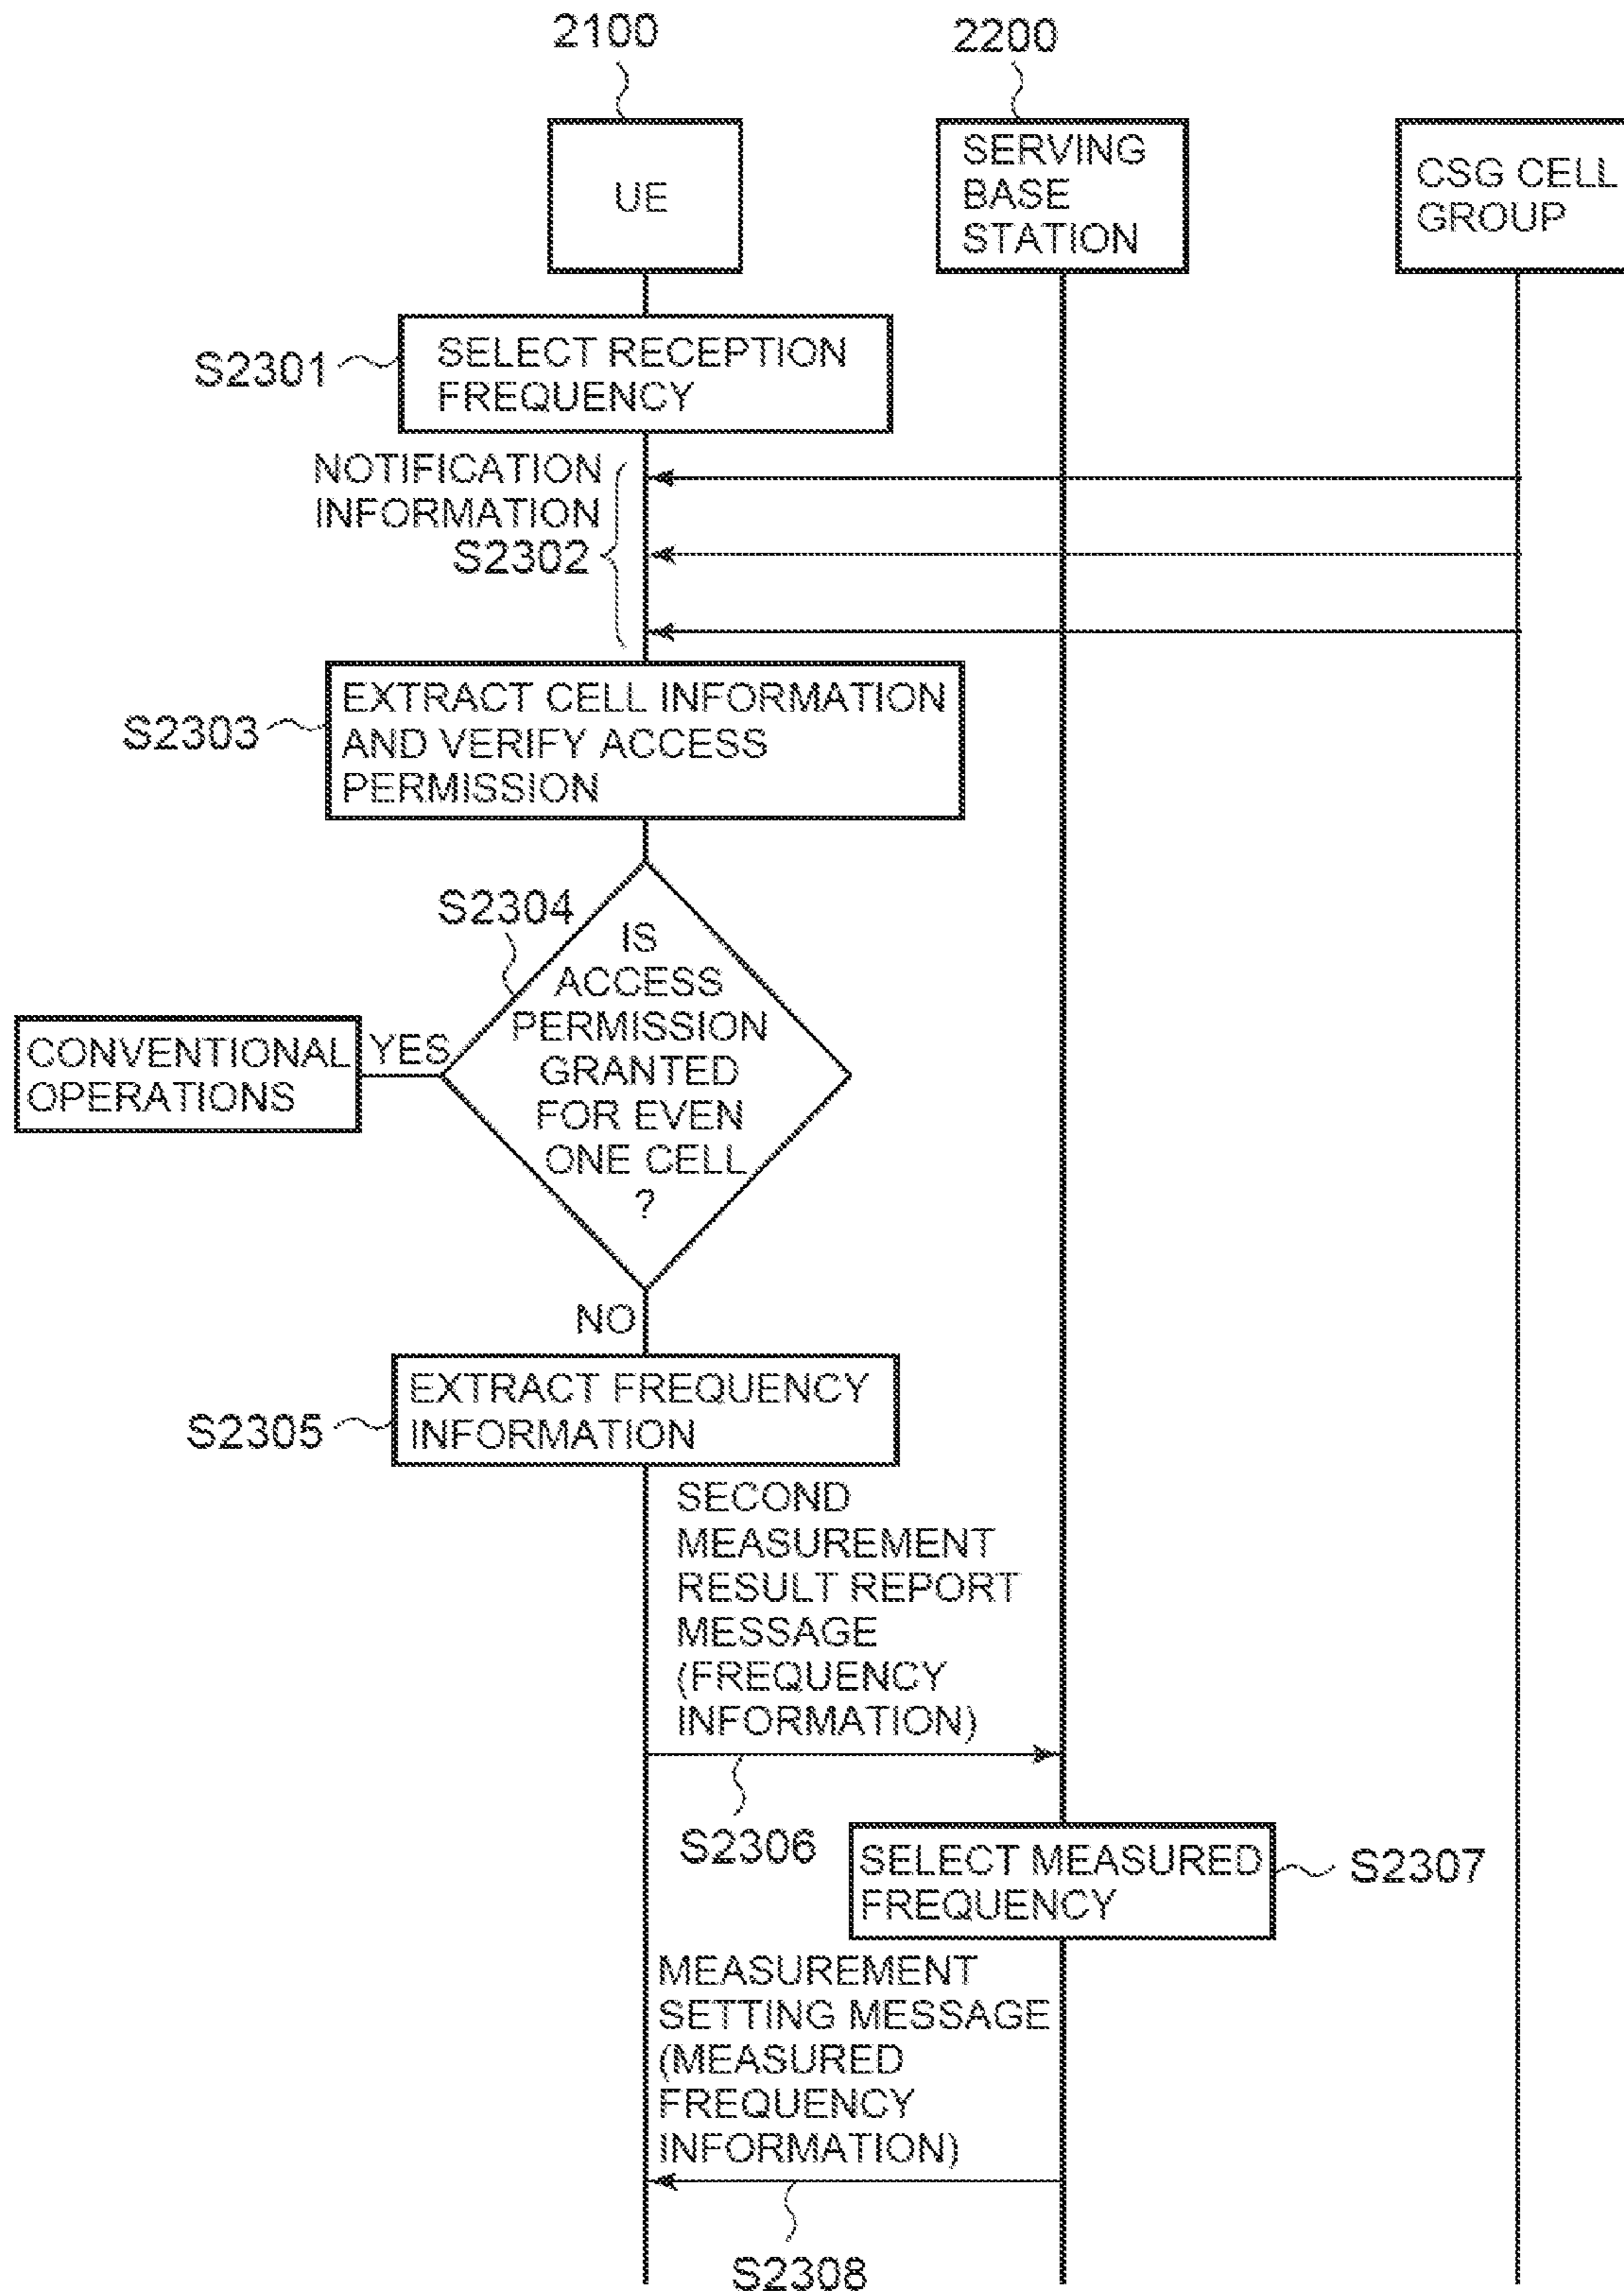 2100
2200
UE
SERVING
BASE
STATION
CSG CELL
GROUP
S2301
SELECT RECEPTION
FREQUENCY
NOTIFICATION
INFORMATION
S2302
S2303
EXTRACT CELL INFORMATION
AND VERIFY ACCESS
PERMISSION
S2304
IS
ACCESS
PERMISSION
GRANTED
FOR EVEN
ONE CELL
?
YES
CONVENTIONAL
OPERATIONS
NO
S2305
EXTRACT FREQUENCY
INFORMATION
SECOND
MEASUREMENT
RESULT REPORT
MESSAGE
(FREQUENCY
INFORMATION)
S2306
SELECT MEASURED
FREQUENCY
S2307
MEASUREMENT
SETTING MESSAGE
(MEASURED
FREQUENCY
INFORMATION)
S2308